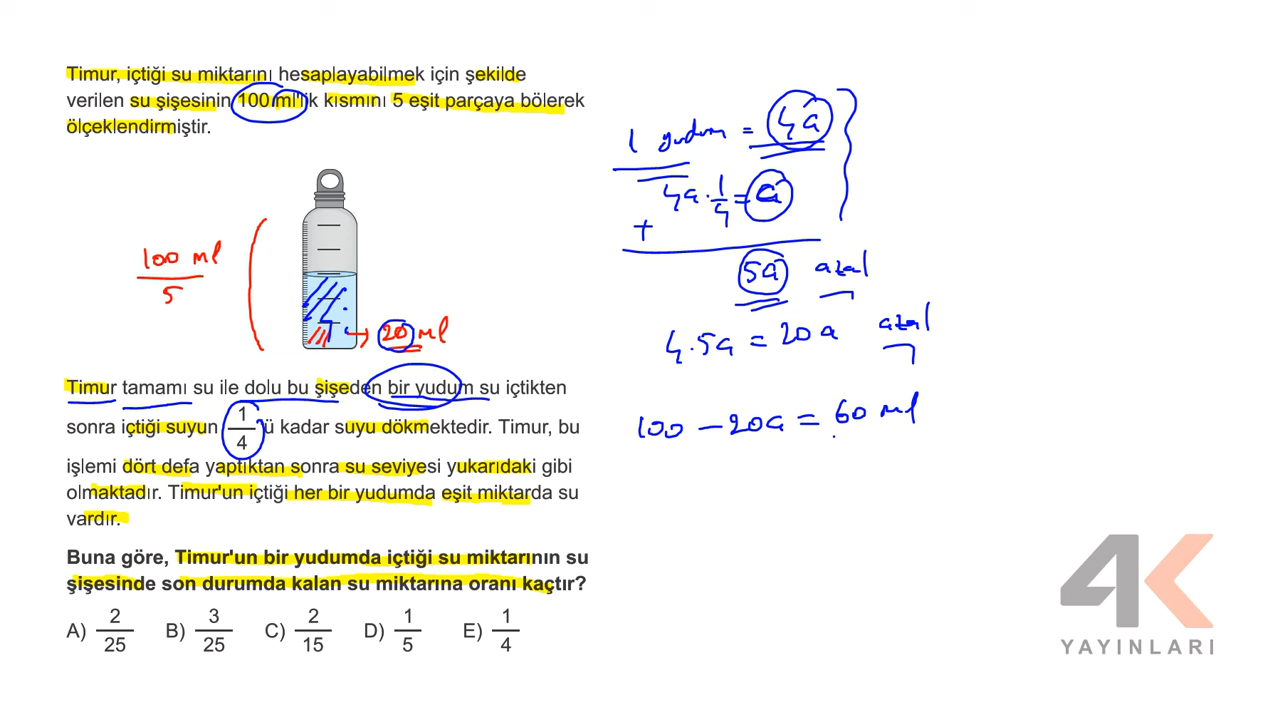 Timur, içtiği su miktarını hesaplayabilmek için şekilde
verilen su şişesinin 100 ml'lik kısmını 5 eşit parçaya bölerek
ölçeklendirmiştir.
100 ml
5
20 ml
Timur tamamı su ile dolu bu şişeden bir yudum su içtikten
sonra içtiği suyun 1/4 'ü kadar suyu dökmektedir. Timur, bu
işlemi dört defa yaptıktan sonra su seviyesi yukarıdaki gibi
olmaktadır. Timur'un içtiği her bir yudumda eşit miktarda su
vardır.
Buna göre, Timur'un bir yudumda içtiği su miktarının su
şişesinde son durumda kalan su miktarına oranı kaçtır?
A) 2/25 B) 3/25 C) 2/15 D) 1/5 E) 1/4
1 yudum = 4a
4a · 1/4 = a
+
5a azal
4.5a = 20a azal
100 - 20a = 60 ml
4K
YAYINLARI